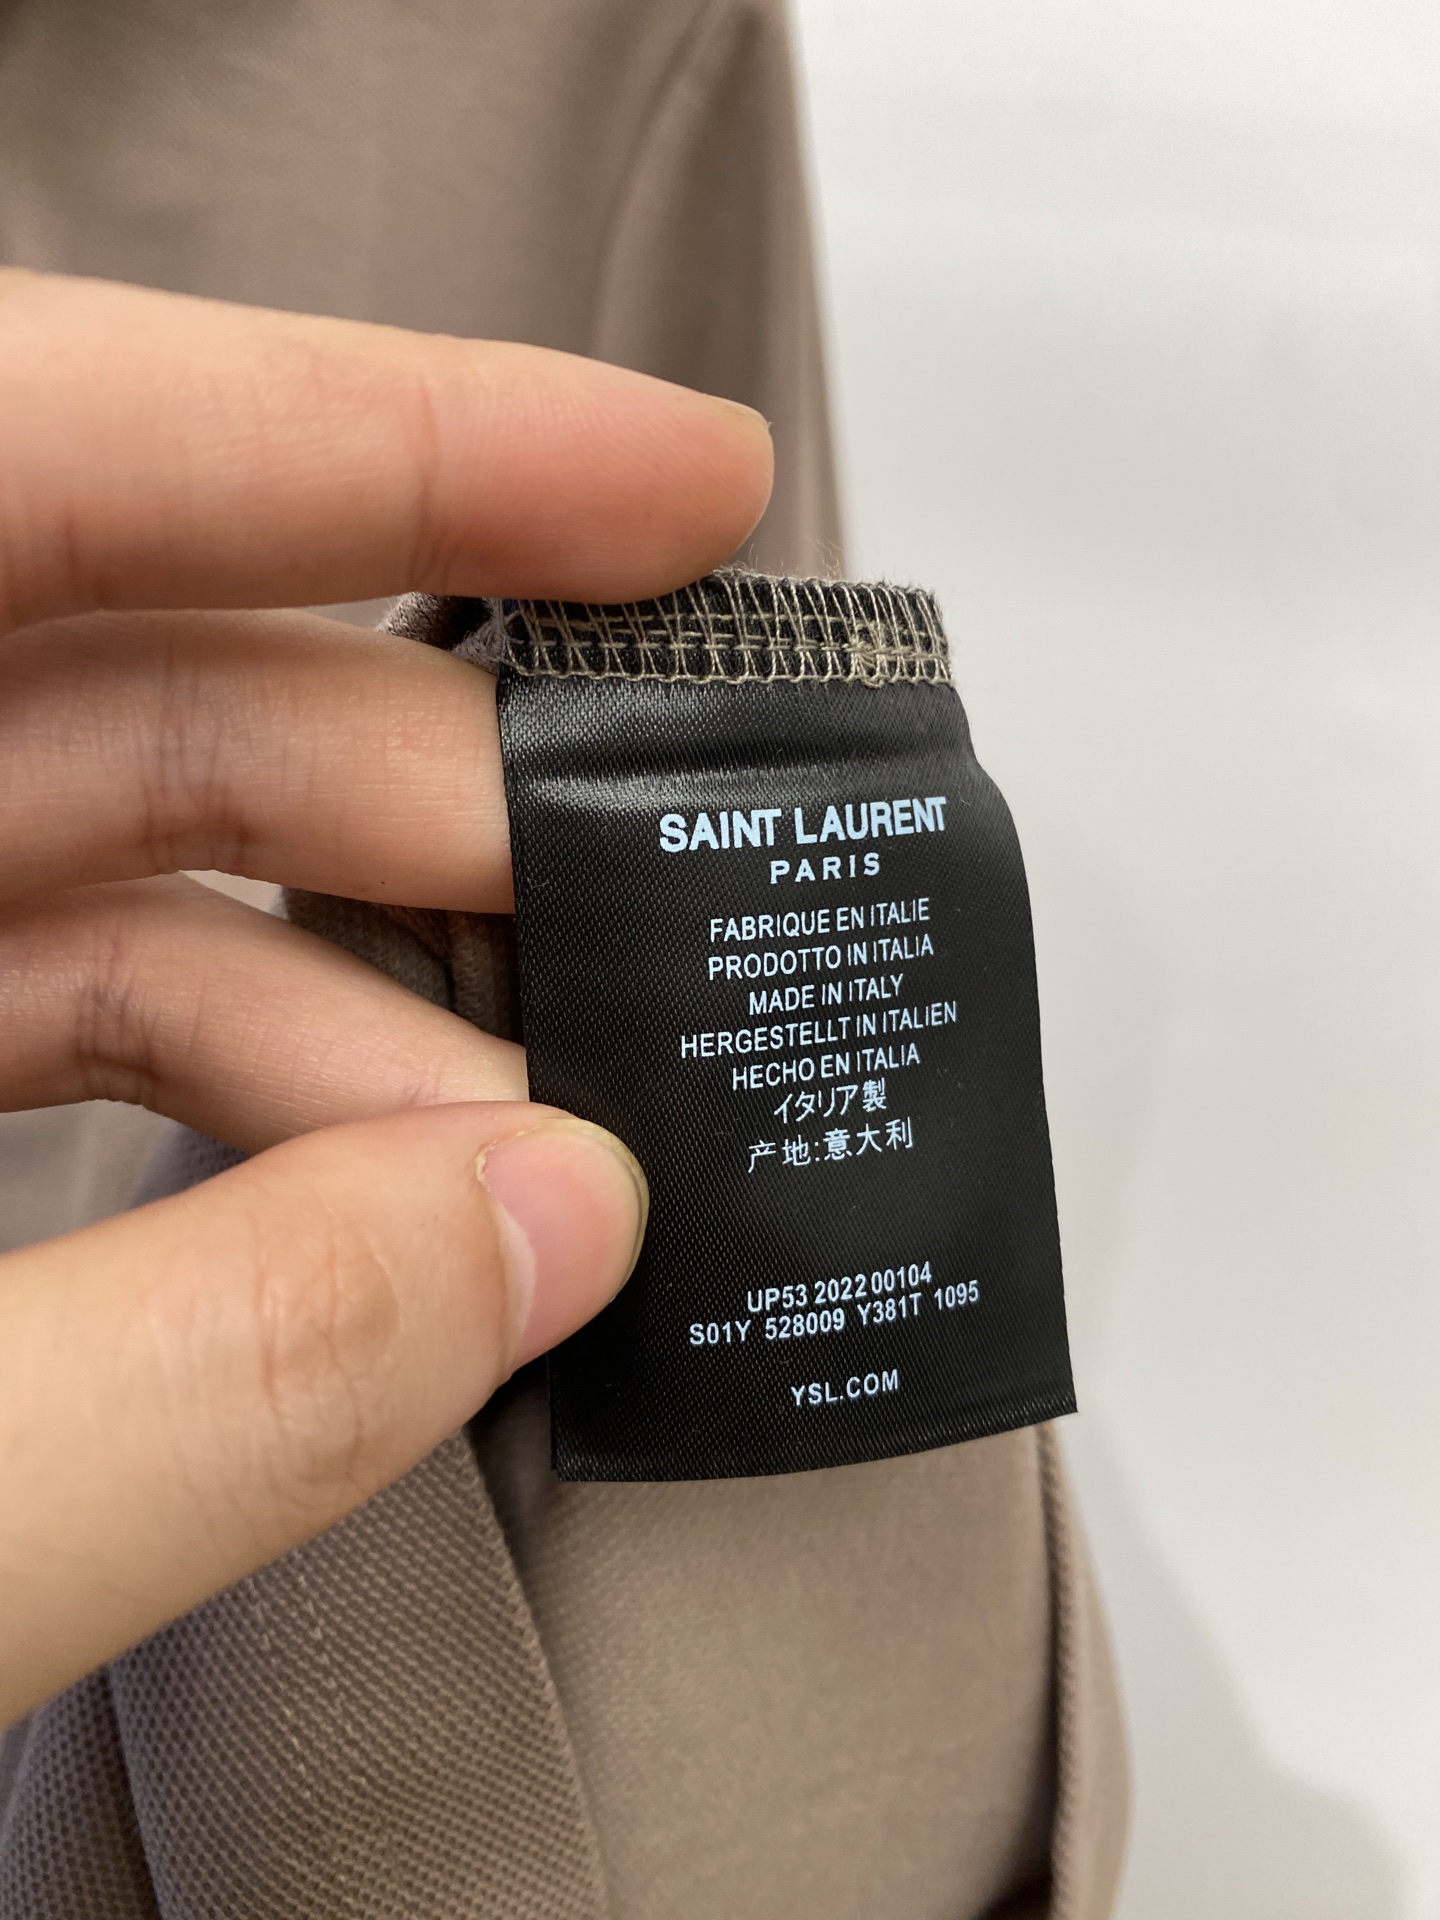 SAINT LAURENT
PARIS
FABRIQUE EN ITALIE
PRODOTTO IN ITALIA
MADE IN ITALY
HERGESTELLT IN ITALIEN
HECHO EN ITALIA
イタリア製
产地:意大利
UP53 2022 00104
S01Y 528009 Y381T 1095
YSL.COM